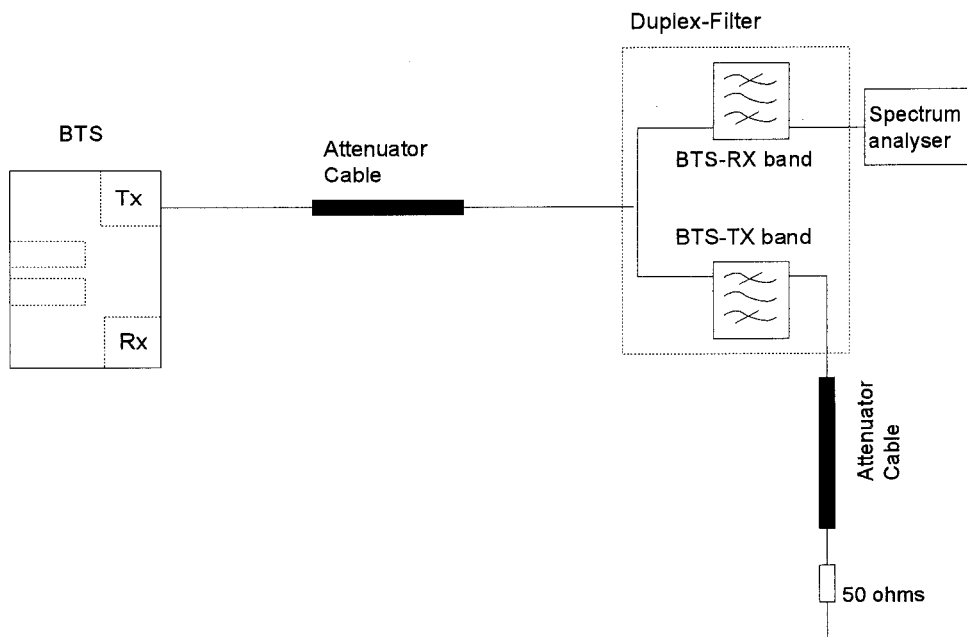 Duplex-Filter
BTS
Tx
Rx
Attenuator
Cable
BTS-RX band
Spectrum
analyser
BTS-TX band
Attenuator
Cable
50 ohms